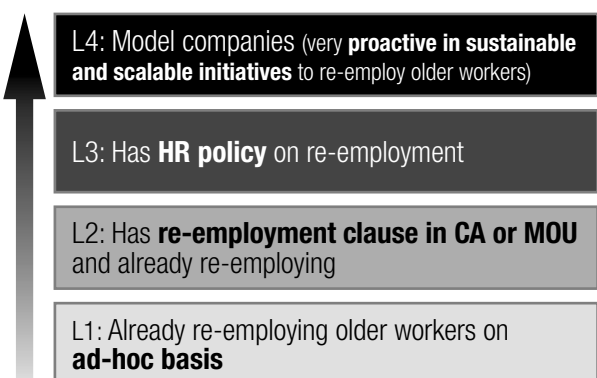 L4: Model companies (very proactive in sustainable
and scalable initiatives to re-employ older workers)
L3: Has HR policy on re-employment
L2: Has re-employment clause in CA or MOU
and already re-employing
L1: Already re-employing older workers on
ad-hoc basis